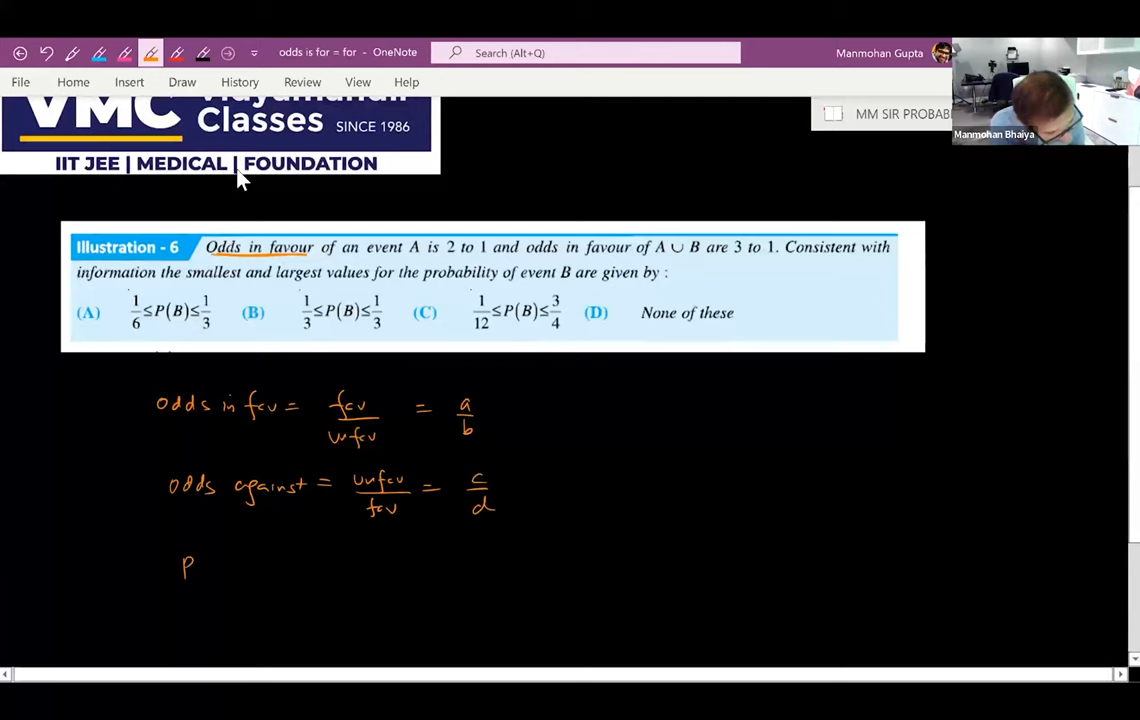 odds is for = for - OneNote
Search (Alt+Q)
Manmohan Gupta
File Home Insert Draw History Review View Help
VMC Classes SINCE 1986
IIT JEE | MEDICAL | FOUNDATION
MM SIR PROBABI
Manmohan Bhaiya
Illustration - 6 Odds in favour of an event A is 2 to 1 and odds in favour of A ∪ B are 3 to 1. Consistent with
information the smallest and largest values for the probability of event B are given by :
(A) 1/6 ≤ P(B) ≤ 1/3 (B) 1/3 ≤ P(B) ≤ 1/3 (C) 1/12 ≤ P(B) ≤ 3/4 (D) None of these
odds in fav = fav/unfav = a/b
odds against = unfav/fav = c/d
P